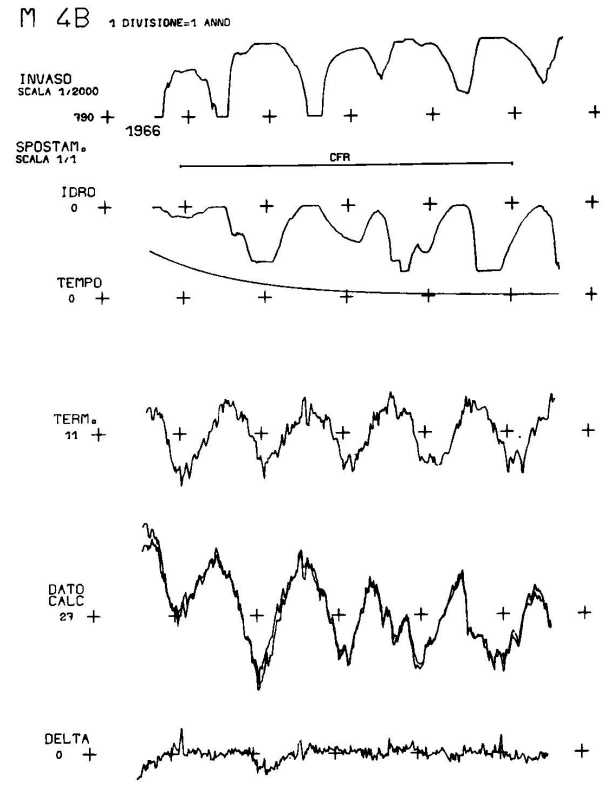 M 4B 1 DIVISIONE=1 ANNO
INVASO
SCALA 1/2000
790
1966
SPOSTAM.
SCALA 1/1
CFR
IDRO
0
TEMPO
0
TERM.
11
DATO
CALC
27
DELTA
0